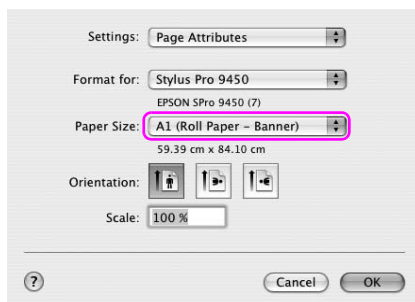 Settings: Page Attributes
Format for: Stylus Pro 9450
EPSON SPro 9450 (7)
Paper Size: A1 (Roll Paper – Banner)
59.39 cm x 84.10 cm
Orientation:
Scale: 100 %
? Cancel OK